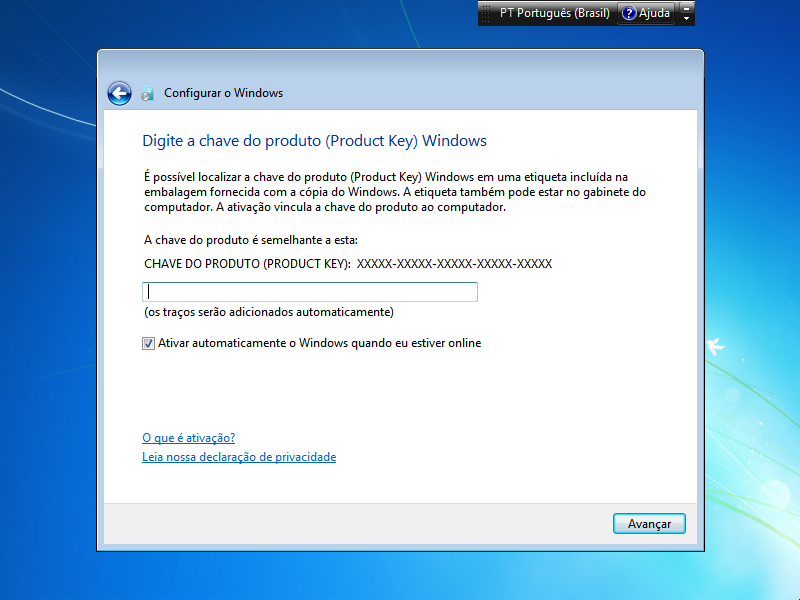 PT Português (Brasil) ? Ajuda
Configurar o Windows
Digite a chave do produto (Product Key) Windows
É possível localizar a chave do produto (Product Key) Windows em uma etiqueta incluída na
embalagem fornecida com a cópia do Windows. A etiqueta também pode estar no gabinete do
computador. A ativação vincula a chave do produto ao computador.
A chave do produto é semelhante a esta:
CHAVE DO PRODUTO (PRODUCT KEY): XXXXX-XXXXX-XXXXX-XXXXX-XXXXX
(os traços serão adicionados automaticamente)
Ativar automaticamente o Windows quando eu estiver online
O que é ativação?
Leia nossa declaração de privacidade
Avançar